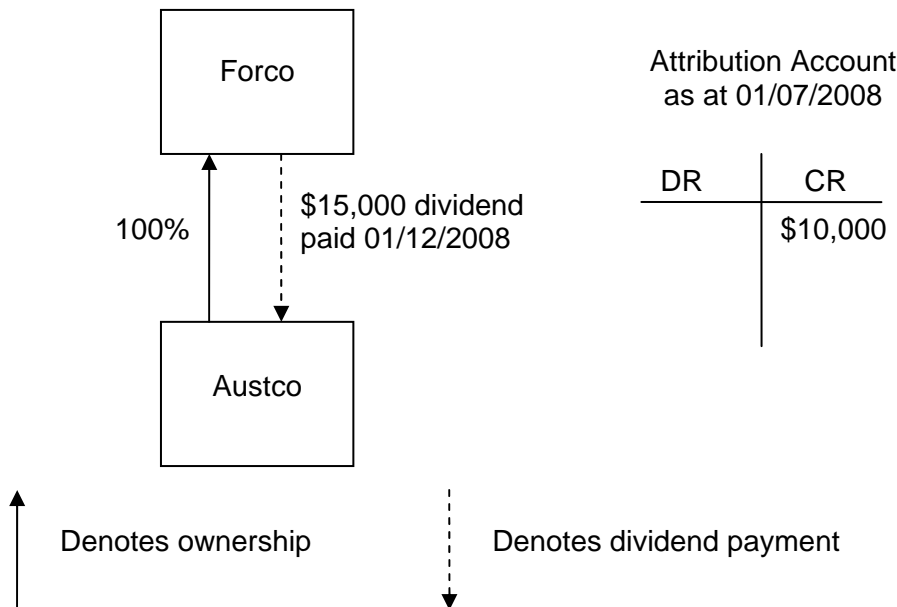 Forco
Attribution Account
as at 01/07/2008
DR CR
$10,000
100%
$15,000 dividend
paid 01/12/2008
Austco
Denotes ownership
Denotes dividend payment